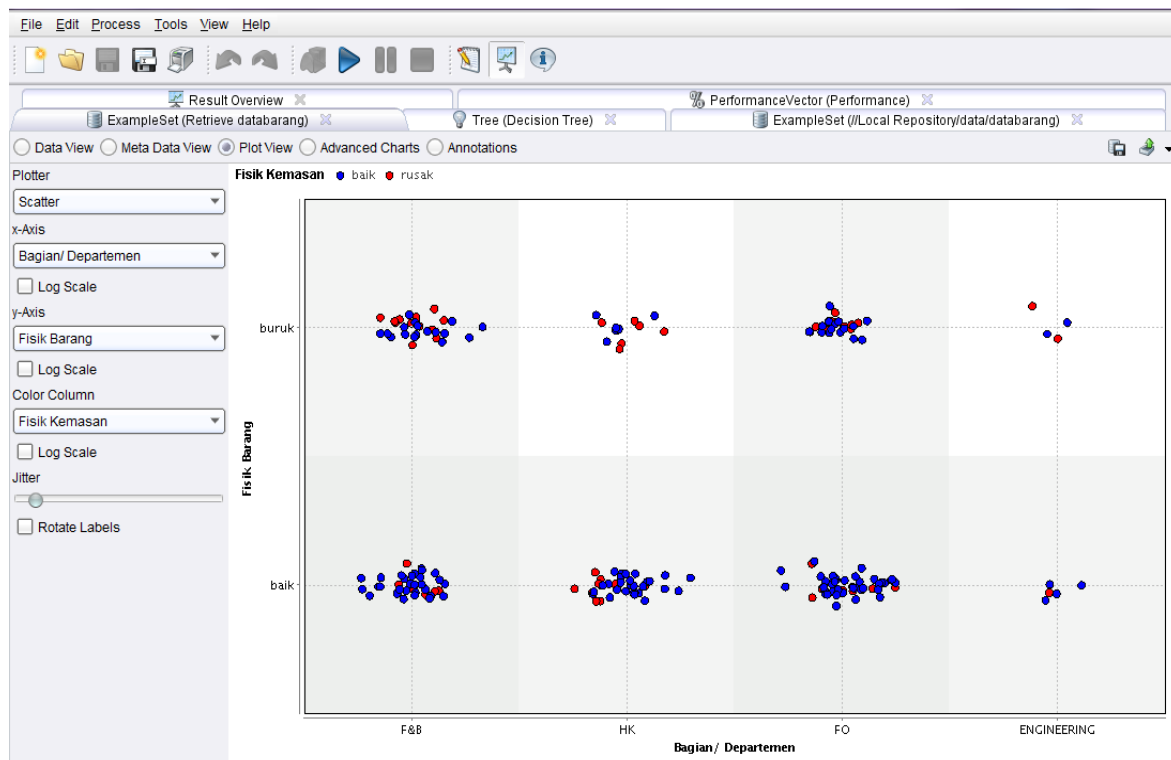 File Edit Process Tools View Help
Result Overview
PerformanceVector (Performance)
ExampleSet (Retrieve databarang)
Tree (Decision Tree)
ExampleSet (//Local Repository/data/databarang)
Data View Meta Data View Plot View Advanced Charts Annotations
Plotter
Scatter
x-Axis
Bagian/ Departemen
Log Scale
y-Axis
Fisik Barang
Log Scale
Color Column
Fisik Kemasan
Log Scale
Jitter
Rotate Labels
Fisik Kemasan baik rusak
Fisik Barang
buruk
baik
F&B HK FO ENGINEERING
Bagian/ Departemen